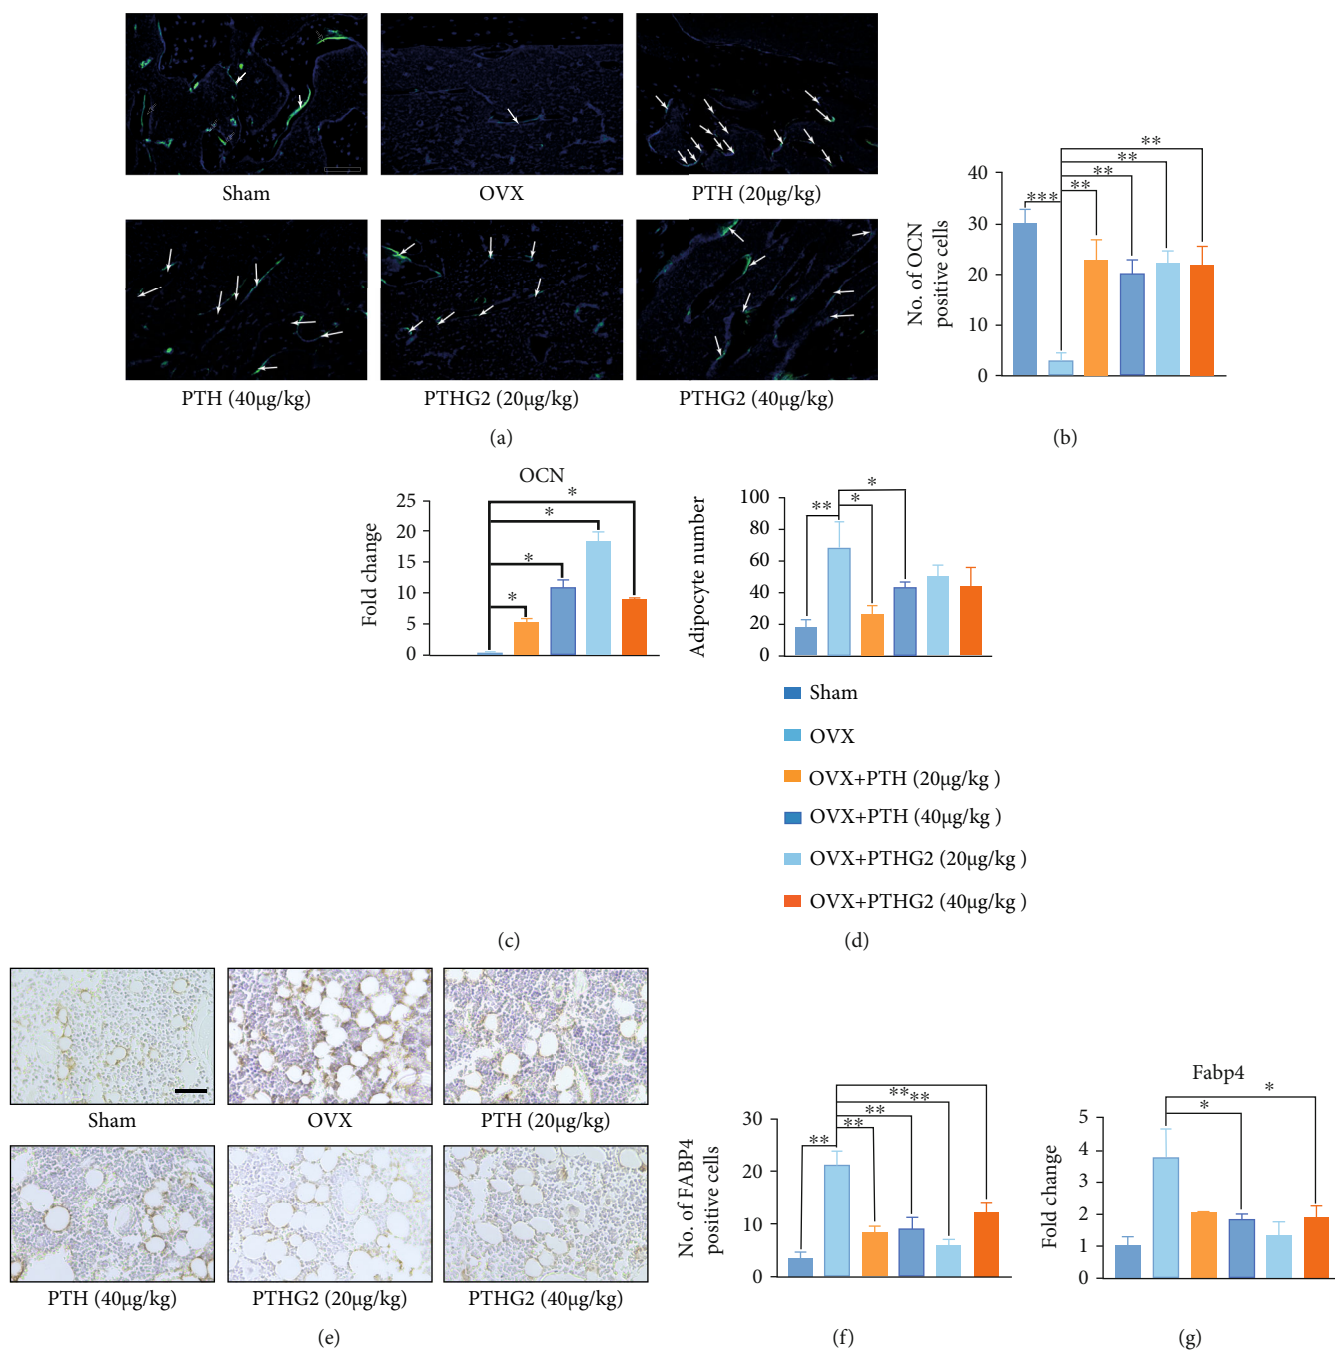 Sham
OVX
PTH (20μg/kg)
PTH (40μg/kg)
PTHG2 (20μg/kg)
PTHG2 (40μg/kg)
(a)
No. of OCN
positive cells
40
30
20
10
0
***
**
**
**
**
(b)
OCN
Fold change
25
20
15
10
5
0
*
*
*
*
(c)
Adipocyte number
100
80
60
40
20
0
**
*
*
Sham
OVX
OVX+PTH (20μg/kg )
OVX+PTH (40μg/kg )
OVX+PTHG2 (20μg/kg )
OVX+PTHG2 (40μg/kg )
(d)
Sham
OVX
PTH (20μg/kg)
PTH (40μg/kg)
PTHG2 (20μg/kg)
PTHG2 (40μg/kg)
(e)
No. of FABP4
positive cells
30
20
10
0
**
**
**
**
**
(f)
Fabp4
Fold change
5
4
3
2
1
0
*
*
(g)